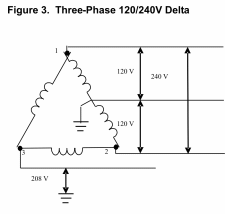 Figure 3.  Three-Phase 120/240V Delta
1
120 V
240 V
120 V
3
2
208 V